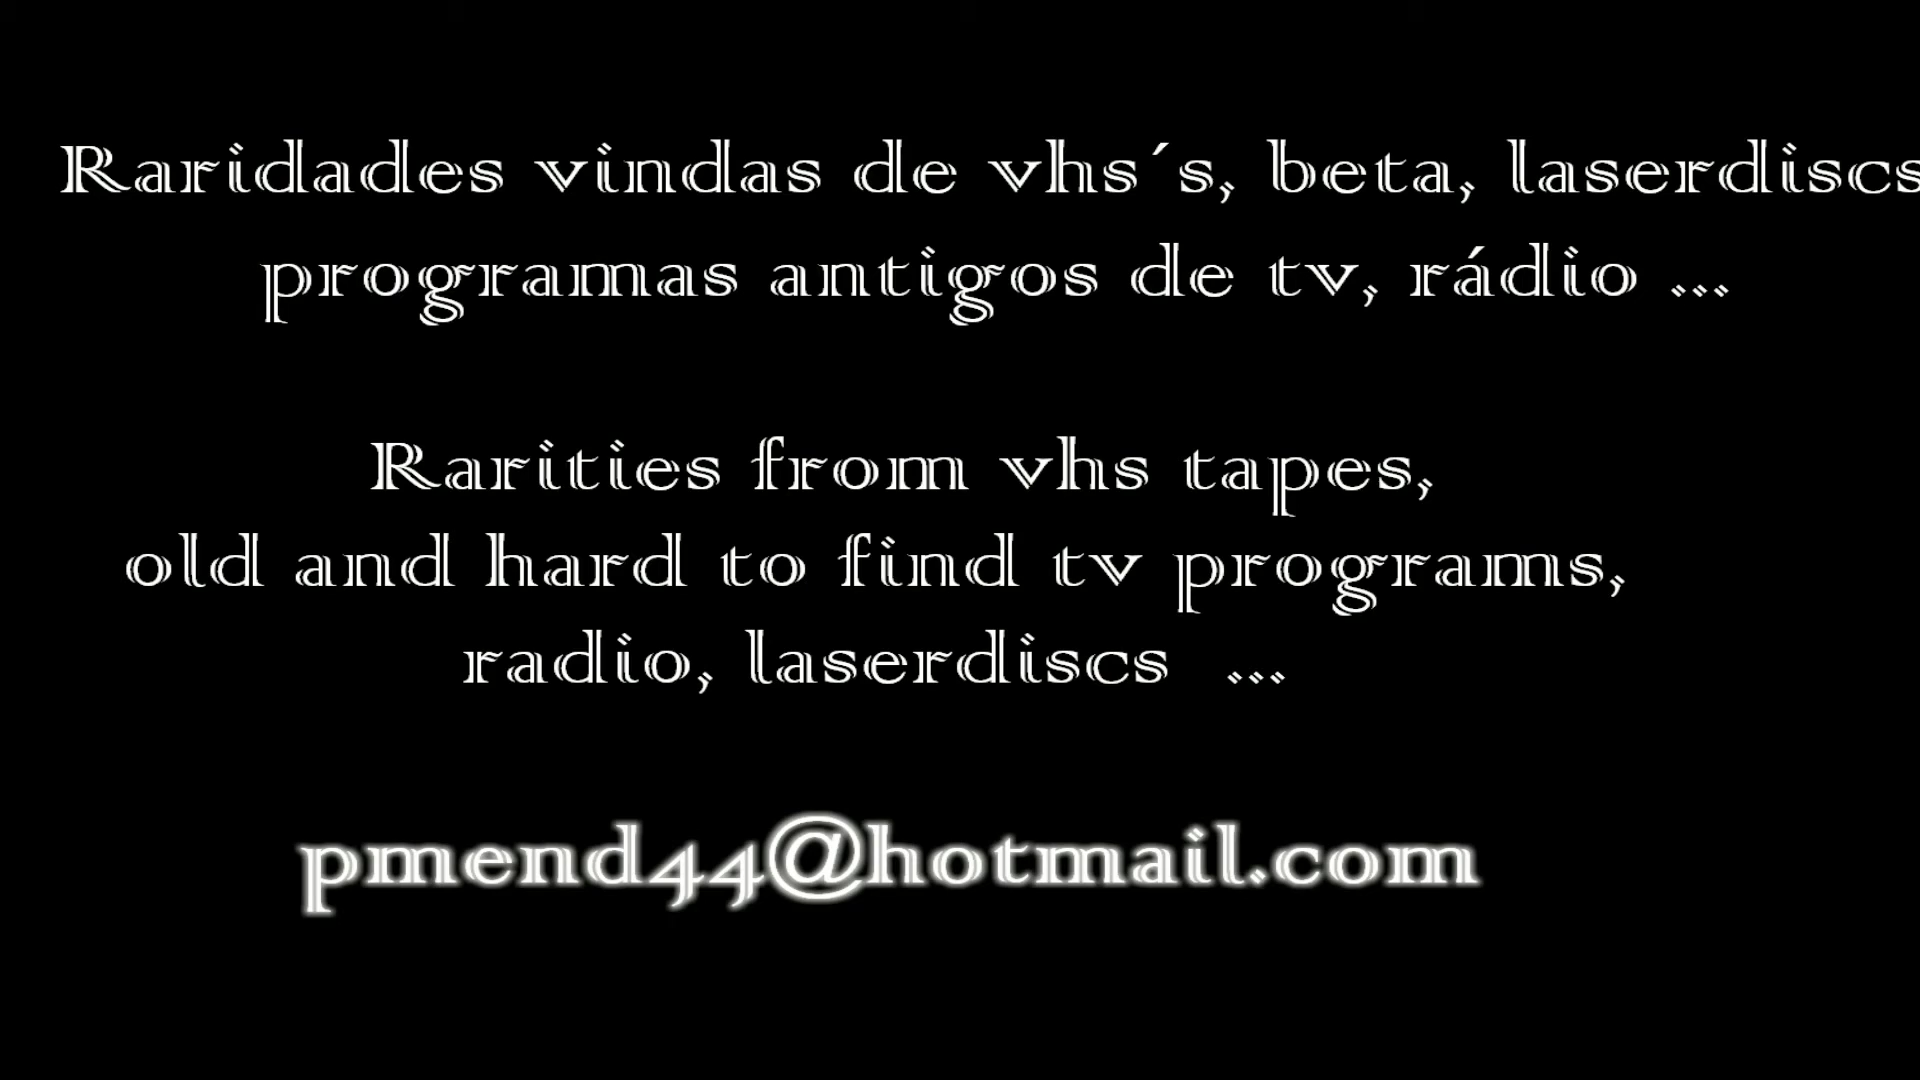 Raridades vindas de vhs´s, beta, laserdiscs
programas antigos de tv, rádio ...
Rarities from vhs tapes,
old and hard to find tv programs,
radio, laserdiscs ...
pmend44@hotmail.com